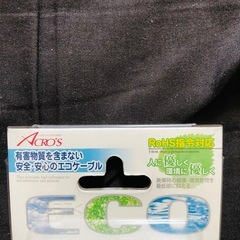 ACRO'S
有害物質を含まない
安全・安心のエコケーブル
RoHS指令対応
人に優しく
環境に優しく
ECO